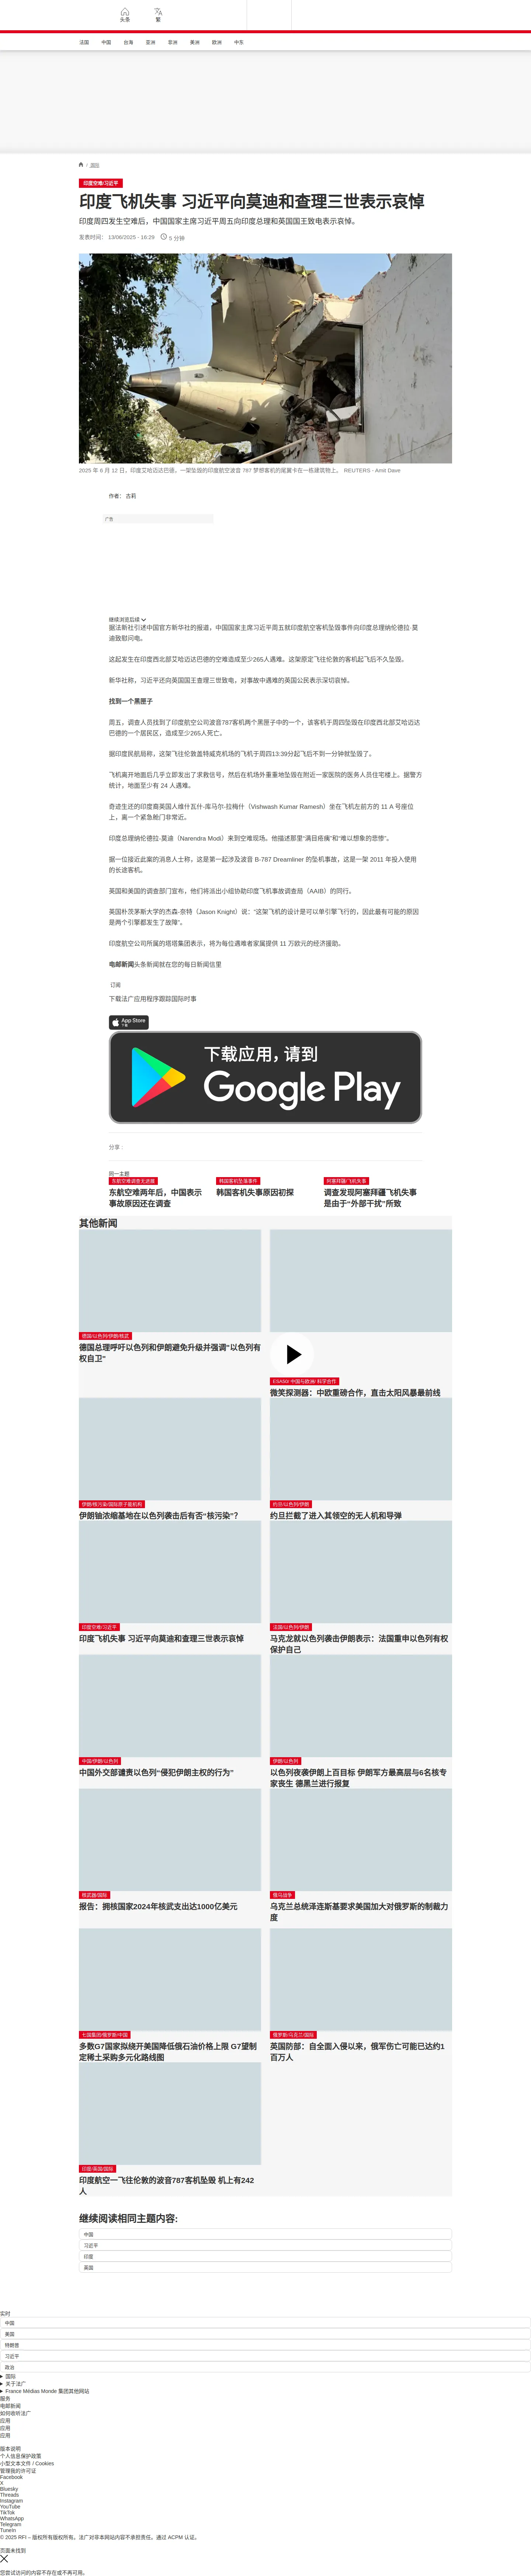 头条
繁
法国
中国
台海
亚洲
非洲
美洲
欧洲
中东
/ 国际
印度空难/习近平
印度飞机失事 习近平向莫迪和查理三世表示哀悼
印度周四发生空难后，中国国家主席习近平周五向印度总理和英国国王致电表示哀悼。
发表时间： 13/06/2025 - 16:29
5 分钟
2025 年 6 月 12 日，印度艾哈迈达巴德，一架坠毁的印度航空波音 787 梦想客机的尾翼卡在一栋建筑物上。 REUTERS - Amit Dave
作者： 古莉
广告
继续浏览后续
据法新社引述中国官方新华社的报道，中国国家主席习近平周五就印度航空客机坠毁事件向印度总理纳伦德拉·莫
迪致慰问电。
这起发生在印度西北部艾哈迈达巴德的空难造成至少265人遇难。这架原定飞往伦敦的客机起飞后不久坠毁。
新华社称，习近平还向英国国王查理三世致电，对事故中遇难的英国公民表示深切哀悼。
找到一个黑匣子
周五，调查人员找到了印度航空公司波音787客机两个黑匣子中的一个，该客机于周四坠毁在印度西北部艾哈迈达
巴德的一个居民区，造成至少265人死亡。
据印度民航局称，这架飞往伦敦盖特威克机场的飞机于周四13:39分起飞后不到一分钟就坠毁了。
飞机离开地面后几乎立即发出了求救信号，然后在机场外重重地坠毁在附近一家医院的医务人员住宅楼上。据警方
统计，地面至少有 24 人遇难。
奇迹生还的印度裔英国人维什瓦什-库马尔-拉梅什（Vishwash Kumar Ramesh）坐在飞机左前方的 11 A 号座位
上，离一个紧急舱门非常近。
印度总理纳伦德拉-莫迪（Narendra Modi）来到空难现场。他描述那里“满目疮痍”和“难以想象的悲惨”。
据一位接近此案的消息人士称，这是第一起涉及波音 B-787 Dreamliner 的坠机事故，这是一架 2011 年投入使用
的长途客机。
英国和美国的调查部门宣布，他们将派出小组协助印度飞机事故调查局（AAIB）的同行。
英国朴茨茅斯大学的杰森-奈特（Jason Knight）说：“这架飞机的设计是可以单引擎飞行的，因此最有可能的原因
是两个引擎都发生了故障”。
印度航空公司所属的塔塔集团表示，将为每位遇难者家属提供 11 万欧元的经济援助。
电邮新闻头条新闻就在您的每日新闻信里
订阅
下载法广应用程序跟踪国际时事
App Store
下载
下载应用，请到
Google Play
分享 :
同一主题
东航空难调查无进展
东航空难两年后，中国表示
事故原因还在调查
韩国客机坠落事件
韩国客机失事原因初探
阿塞拜疆/飞机失事
调查发现阿塞拜疆飞机失事
是由于“外部干扰”所致
其他新闻
德国/以色列/伊朗/核武
德国总理呼吁以色列和伊朗避免升级并强调“以色列有
权自卫”
ESA50/ 中国与欧洲/ 科学合作
微笑探测器：中欧重磅合作，直击太阳风暴最前线
伊朗/核污染/国际原子能机构
伊朗铀浓缩基地在以色列袭击后有否“核污染”？
约旦/以色列/伊朗
约旦拦截了进入其领空的无人机和导弹
印度空难/习近平
印度飞机失事 习近平向莫迪和查理三世表示哀悼
法国/以色列/伊朗
马克龙就以色列袭击伊朗表示：法国重申以色列有权
保护自己
中国/伊朗/以色列
中国外交部谴责以色列“侵犯伊朗主权的行为”
伊朗/以色列
以色列夜袭伊朗上百目标 伊朗军方最高层与6名核专
家丧生 德黑兰进行报复
核武器/国际
报告：拥核国家2024年核武支出达1000亿美元
俄乌战争
乌克兰总统泽连斯基要求美国加大对俄罗斯的制裁力
度
七国集团/俄罗斯/中国
多数G7国家拟绕开美国降低俄石油价格上限 G7望制
定稀土采购多元化路线图
俄罗斯/乌克兰/国际
英国防部：自全面入侵以来，俄军伤亡可能已达约1
百万人
印度/英国/国际
印度航空一飞往伦敦的波音787客机坠毁 机上有242
人
继续阅读相同主题内容:
中国
习近平
印度
英国
实时
中国
美国
特朗普
习近平
政治
国际
关于法广
France Médias Monde 集团其他网站
服务
电邮新闻
如何收听法广
应用
应用
应用
版本说明
个人信息保护政策
小型文本文件 / Cookies
管理我的许可证
Facebook
X
Bluesky
Threads
Instagram
YouTube
TikTok
WhatsApp
Telegram
TuneIn
© 2025 RFI – 版权所有版权所有。法广对非本网站内容不承担责任。通过 ACPM 认证。
页面未找到
您尝试访问的内容不存在或不再可用。